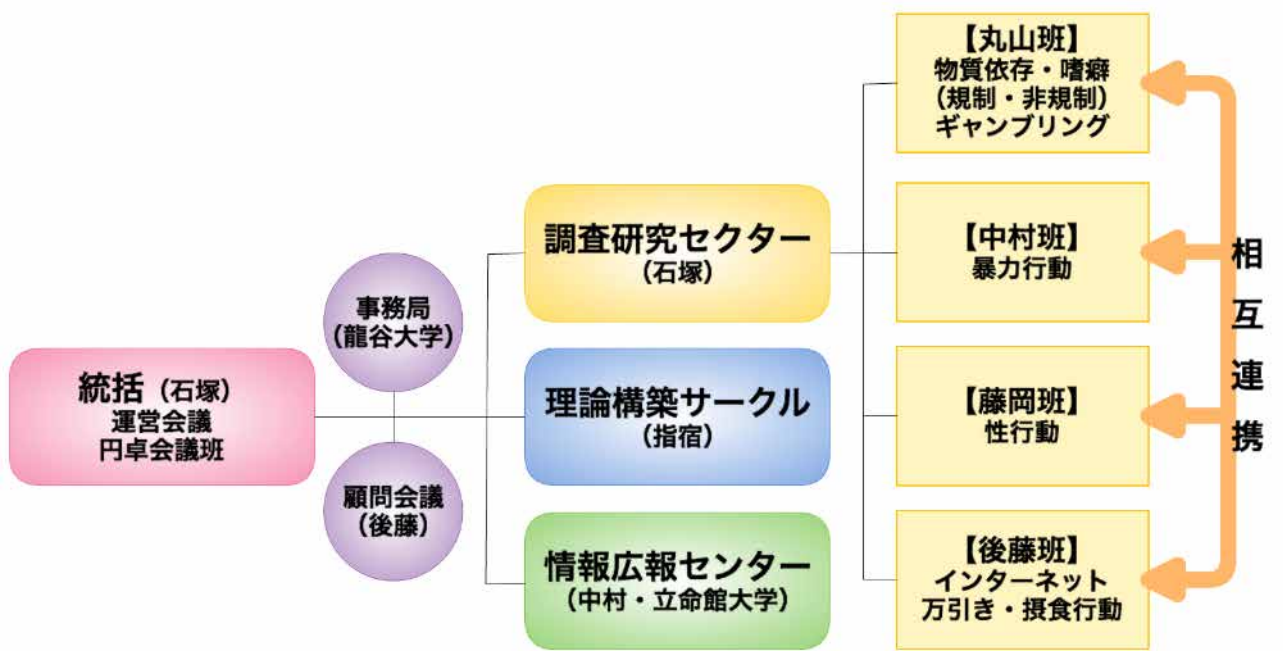 統括（石塚）
運営会議
円卓会議班
事務局
（龍谷大学）
顧問会議
（後藤）
調査研究セクター
（石塚）
理論構築サークル
（指宿）
情報広報センター
（中村・立命館大学）
【丸山班】
物質依存・嗜癖
（規制・非規制）
ギャンブリング
【中村班】
暴力行動
【藤岡班】
性行動
【後藤班】
インターネット
万引き・摂食行動
相互連携